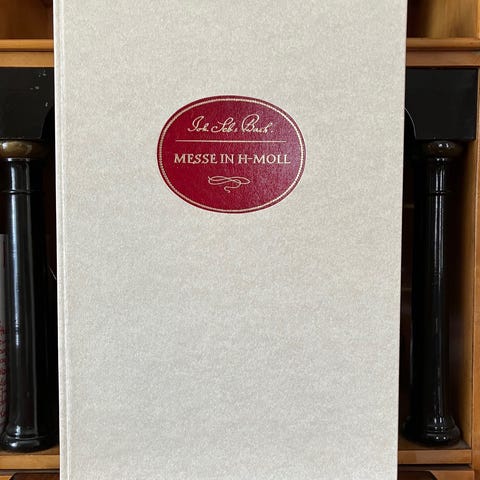 Joh. Seb. Bach.
MESSE IN H-MOLL